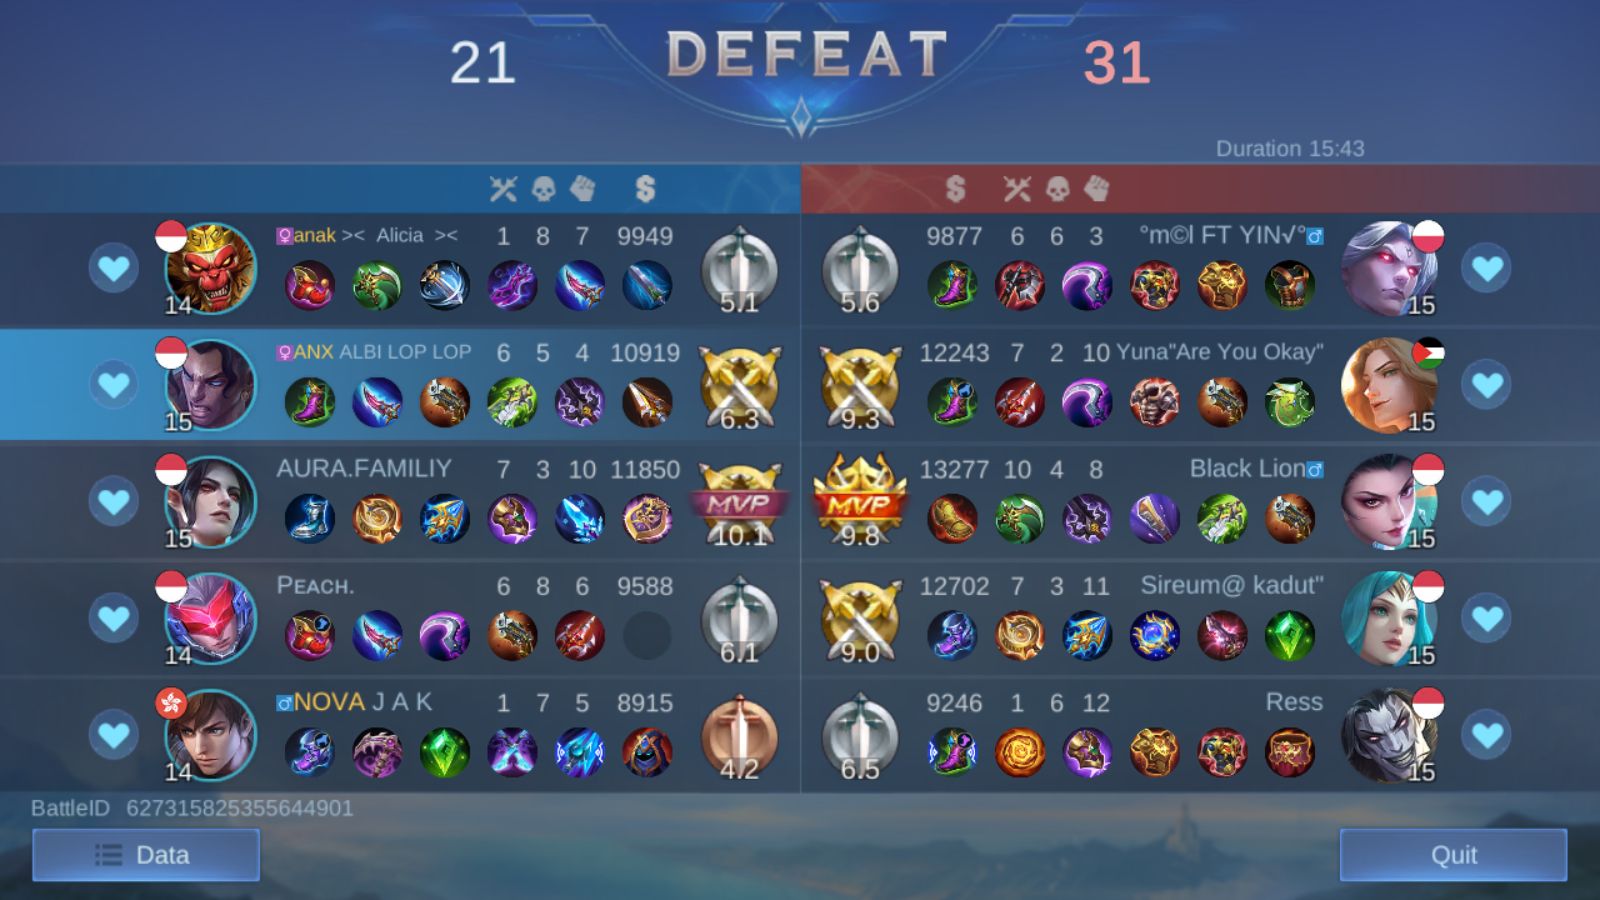 21 DEFEAT 31
Duration 15:43
anak >< Alicia >< 1 8 7 9949
14
5.1
9877 6 6 3 °m©l FT YIN√°
5.6
15
ANX ALBI LOP LOP 6 5 4 10919
15
6.3
12243 7 2 10 Yuna"Are You Okay"
9.3
15
AURA.FAMILIY 7 3 10 11850
15
MVP
10.1
13277 10 4 8 Black Lion
MVP
9.8
15
PEACH. 6 8 6 9588
14
6.1
12702 7 3 11 Sireum@ kadut"
9.0
15
NOVA J A K 1 7 5 8915
14
4.2
9246 1 6 12 Ress
6.5
15
BattleID 627315825355644901
Data
Quit